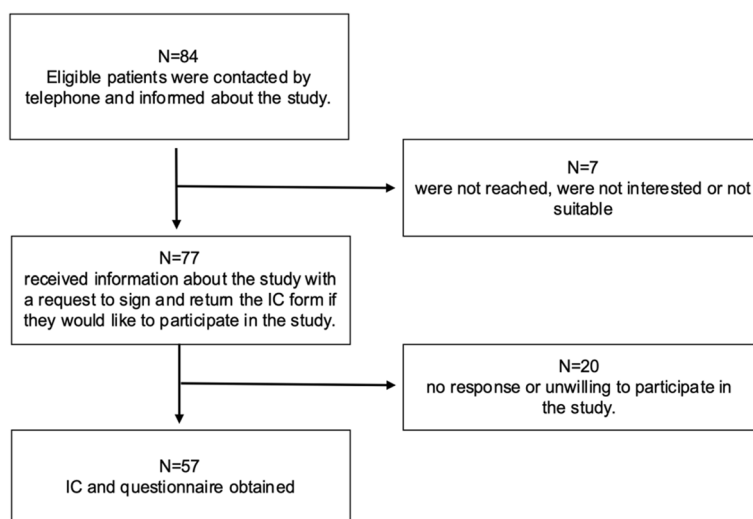 N=84
Eligible patients were contacted by
telephone and informed about the study.
N=7
were not reached, were not interested or not
suitable
N=77
received information about the study with
a request to sign and return the IC form if
they would like to participate in the study.
N=20
no response or unwilling to participate in
the study.
N=57
IC and questionnaire obtained